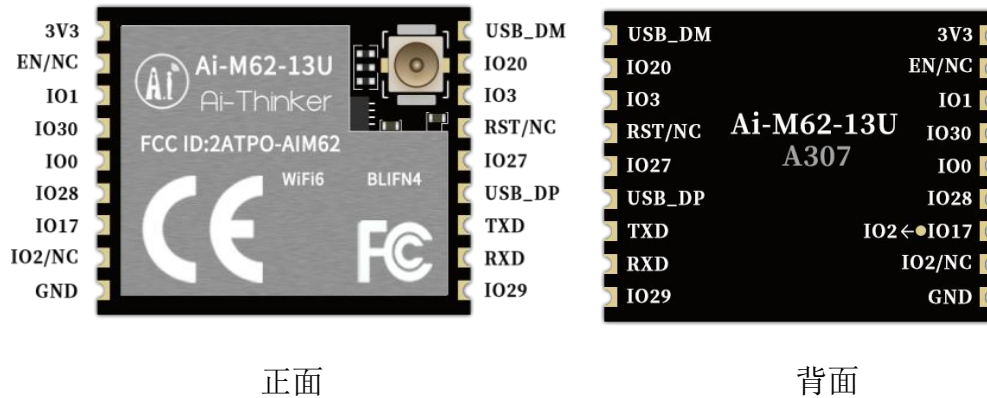 3V3
EN/NC
IO1
IO30
IO0
IO28
IO17
IO2/NC
GND
Ai
Ai-M62-13U
Ai-Thinker
FCC ID:2ATPO-AIM62
WiFi6 BLIFN4
CE FC
USB_DM
IO20
IO3
RST/NC
IO27
USB_DP
TXD
RXD
IO29
正面
USB_DM
IO20
IO3
RST/NC
IO27
USB_DP
TXD
RXD
IO29
Ai-M62-13U
A307
3V3
EN/NC
IO1
IO30
IO0
IO28
IO2←●IO17
IO2/NC
GND
背面